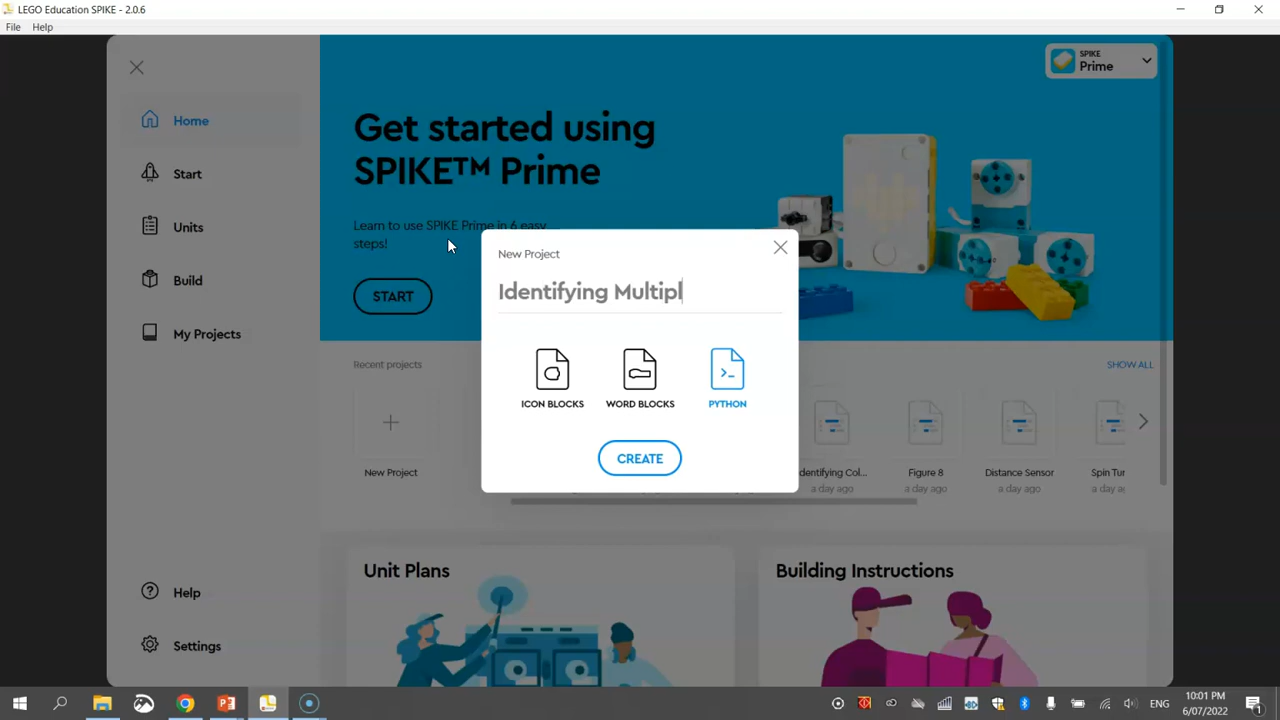 LEGO Education SPIKE - 2.0.6
File Help
Home
Start
Units
Build
My Projects
Help
Settings
SPIKE
Prime
Get started using
SPIKE™ Prime
Learn to use SPIKE Prime in 6 easy
steps!
START
New Project
Identifying Multipl
ICON BLOCKS WORD BLOCKS PYTHON
CREATE
Recent projects
SHOW ALL
New Project
dentifying Col... Figure 8 Distance Sensor Spin Tur
a day ago a day ago a day ago a day ag
Unit Plans
Building Instructions
ENG
10:01 PM
6/07/2022
1